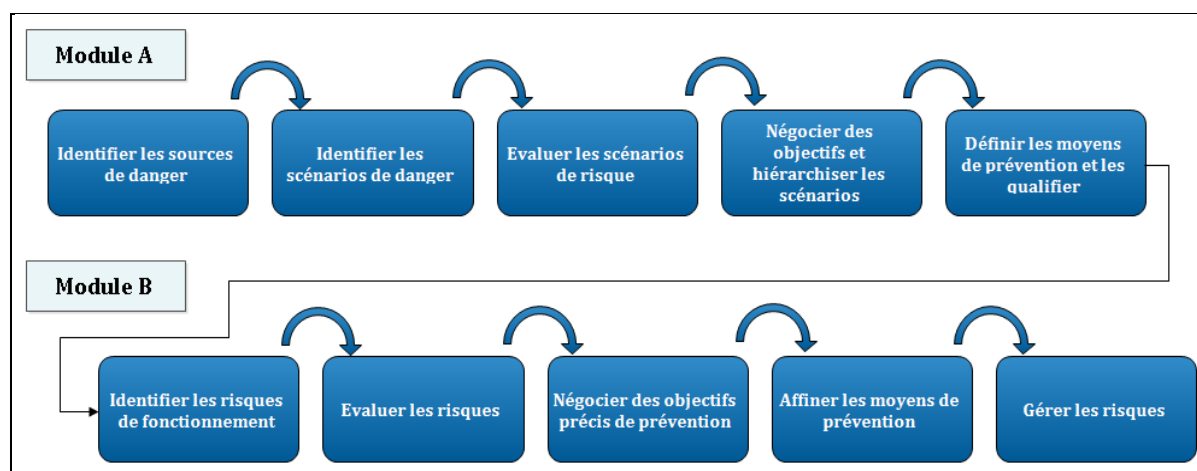 Module A
Identifier les sources
de danger
Identifier les
scénarios de danger
Evaluer les scénarios
de risque
Négocier des
objectifs et
hiérarchiser les
scénarios
Définir les moyens
de prévention et les
qualifier
Module B
Identifier les risques
de fonctionnement
Evaluer les risques
Négocier des objectifs
précis de prévention
Affiner les moyens de
prévention
Gérer les risques